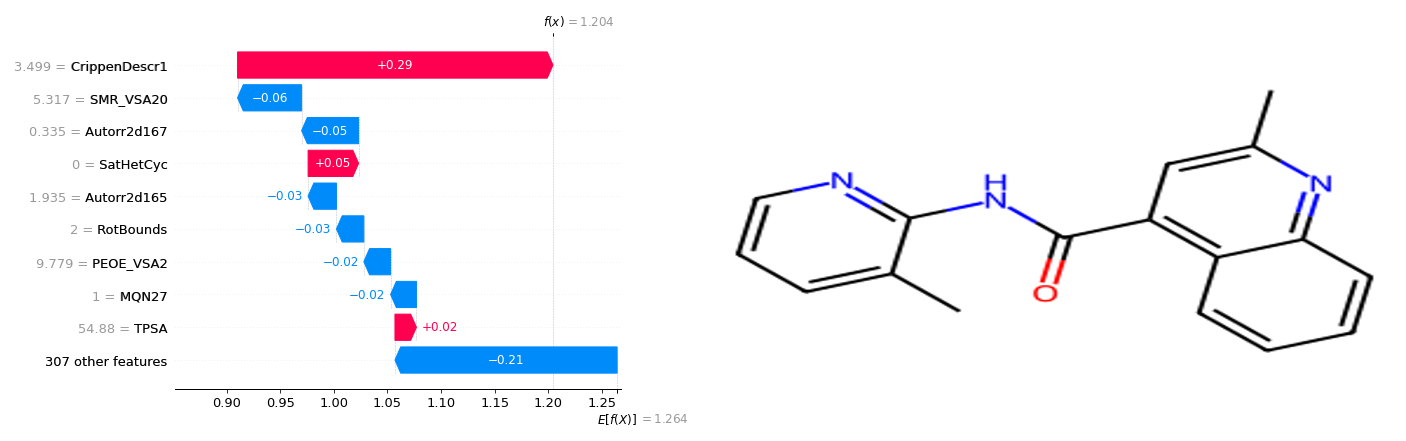 f(x) = 1.204
3.499 = CrippenDescr1
+0.29
5.317 = SMR_VSA20
−0.06
0.335 = Autorr2d167
−0.05
0 = SatHetCyc
+0.05
1.935 = Autorr2d165
−0.03
2 = RotBounds
−0.03
9.779 = PEOE_VSA2
−0.02
1 = MQN27
−0.02
54.88 = TPSA
+0.02
307 other features
−0.21
0.90 0.95 1.00 1.05 1.10 1.15 1.20 1.25
E[f(X)] = 1.264
N
H
N
O
N